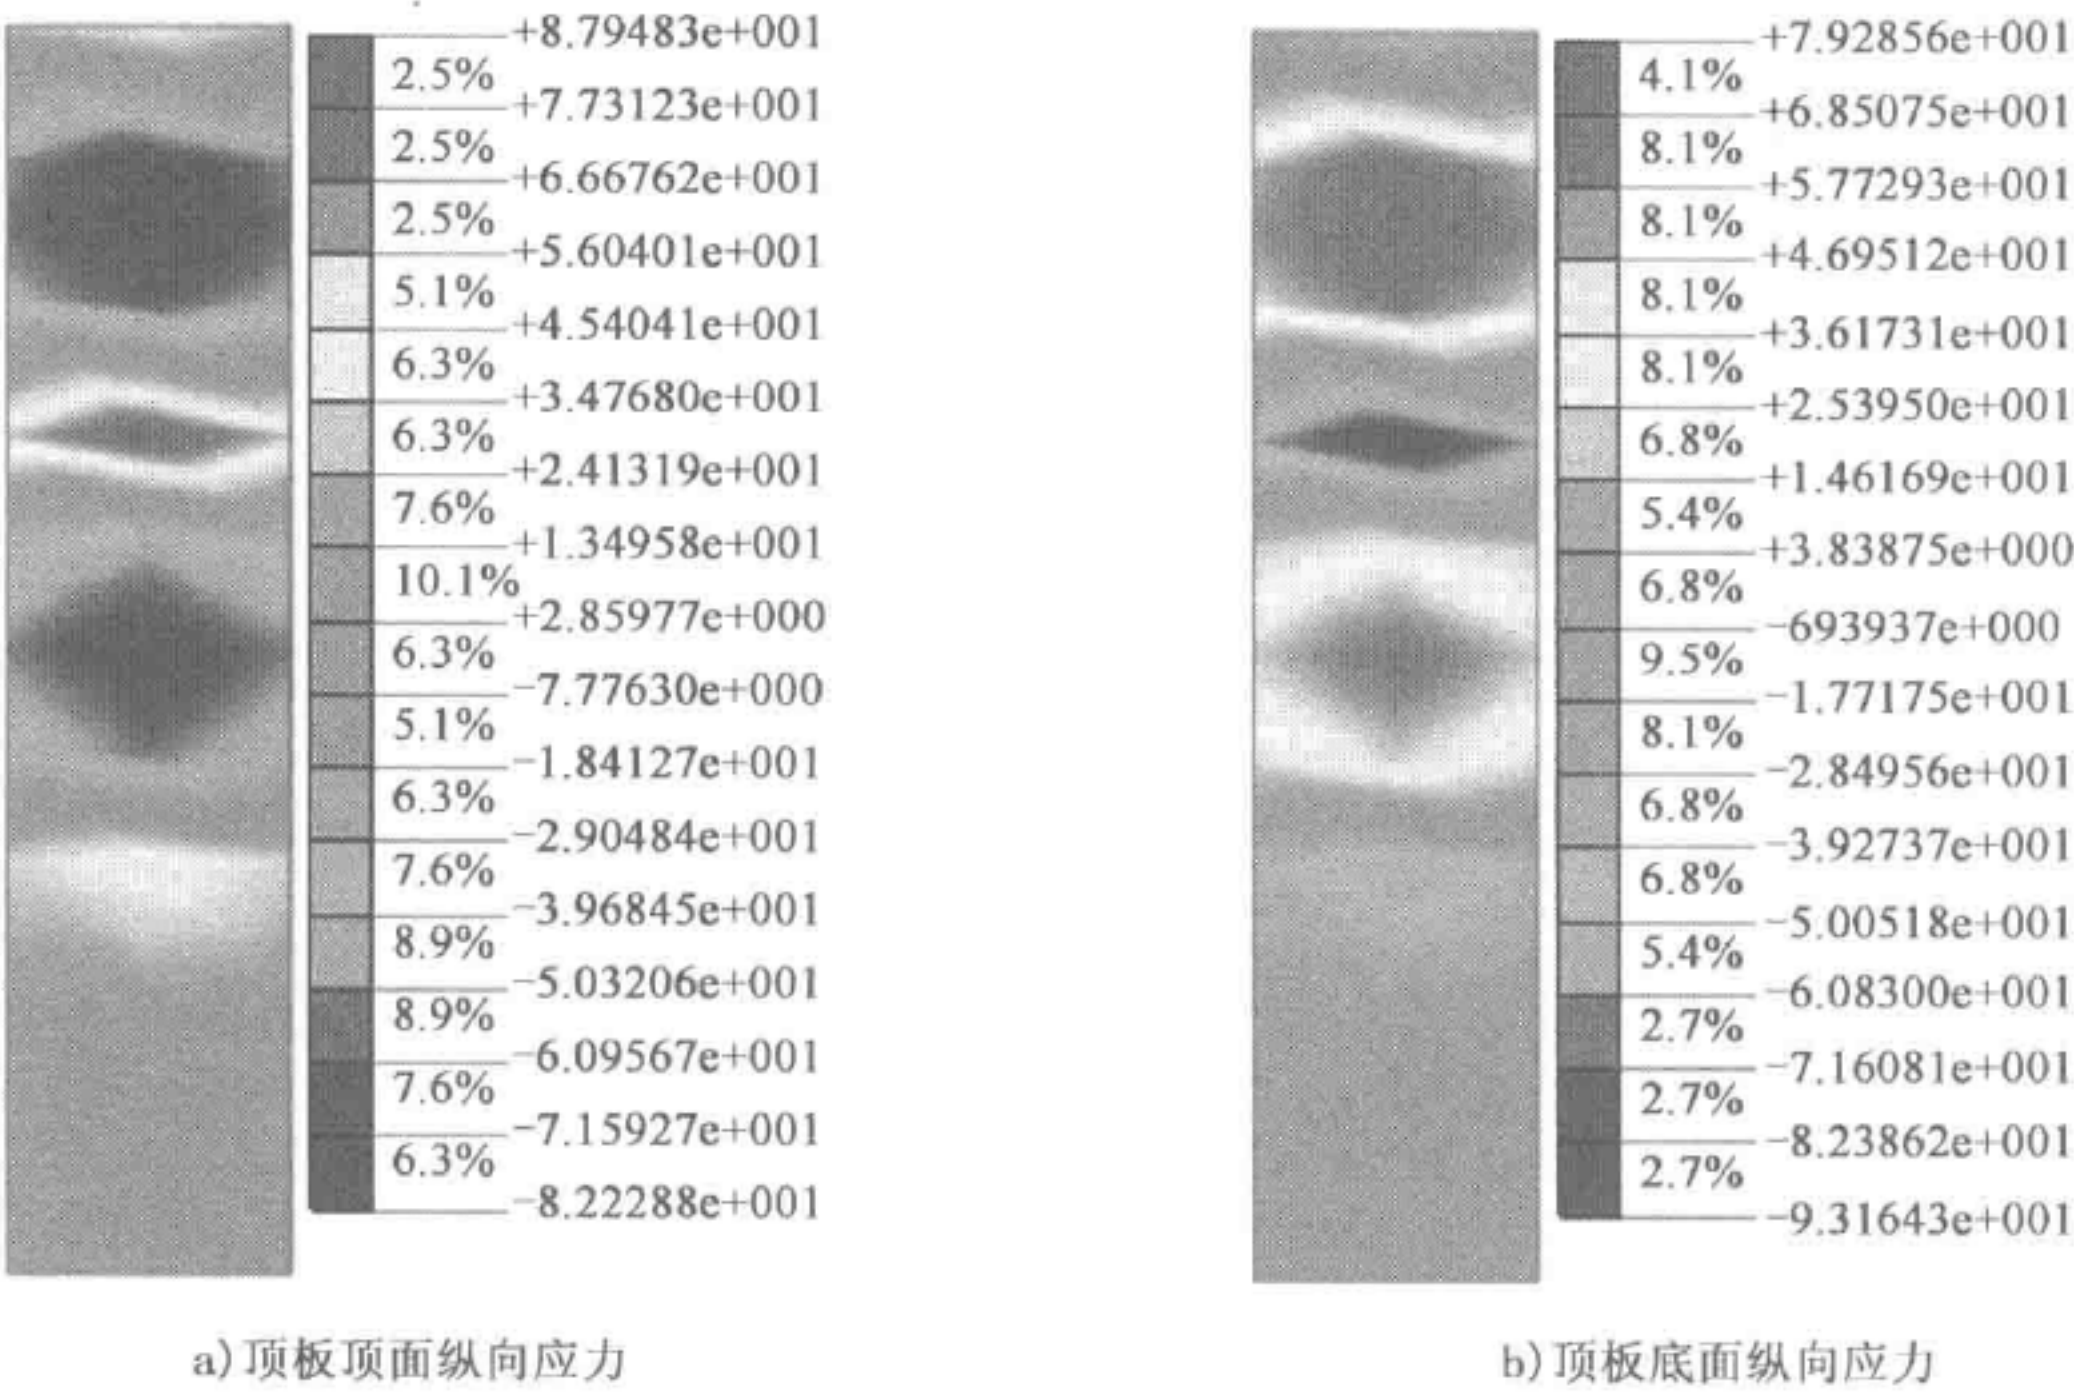 +8.79483e+001
2.5%
+7.73123e+001
2.5%
+6.66762e+001
2.5%
+5.60401e+001
5.1%
+4.54041e+001
6.3%
+3.47680e+001
6.3%
+2.41319e+001
7.6%
+1.34958e+001
10.1%
+2.85977e+000
6.3%
-7.77630e+000
5.1%
-1.84127e+001
6.3%
-2.90484e+001
7.6%
-3.96845e+001
8.9%
-5.03206e+001
8.9%
-6.09567e+001
7.6%
-7.15927e+001
6.3%
-8.22288e+001
a)顶板顶面纵向应力
+7.92856e+001
4.1%
+6.85075e+001
8.1%
+5.77293e+001
8.1%
+4.69512e+001
8.1%
+3.61731e+001
8.1%
+2.53950e+001
6.8%
+1.46169e+001
5.4%
+3.83875e+000
6.8%
-693937e+000
9.5%
-1.77175e+001
8.1%
-2.84956e+001
6.8%
-3.92737e+001
6.8%
-5.00518e+001
5.4%
-6.08300e+001
2.7%
-7.16081e+001
2.7%
-8.23862e+001
2.7%
-9.31643e+001
b)顶板底面纵向应力